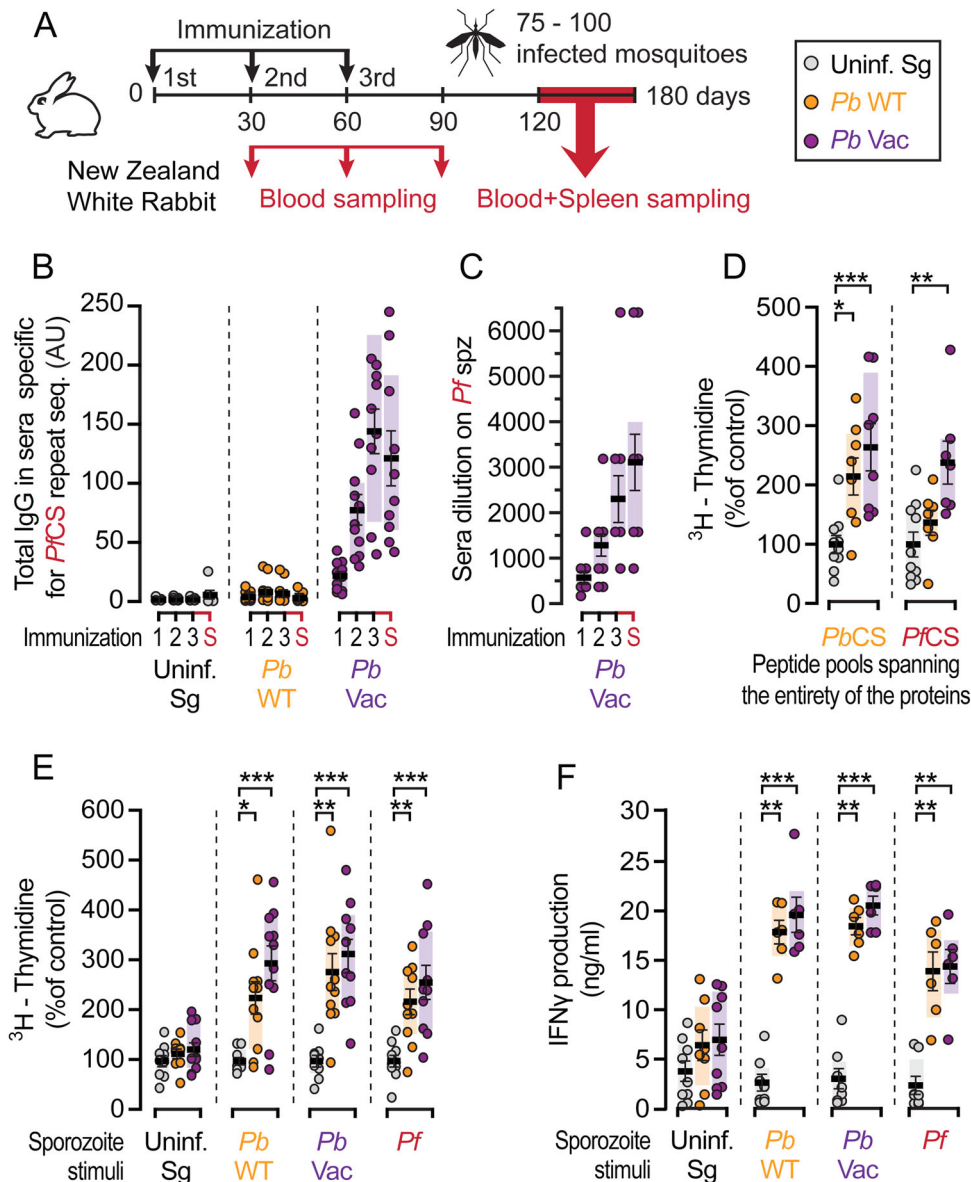 A
Immunization
1st
2nd
3rd
75 - 100
infected mosquitoes
0
180 days
30
60
90
120
New Zealand
White Rabbit
Blood sampling
Blood+Spleen sampling
Uninf. Sg
Pb WT
Pb Vac
B
Total IgG in sera specific
for PfCS repeat seq. (AU)
250
200
150
100
50
0
Immunization
1 2 3 S
1 2 3 S
1 2 3 S
Uninf.
Sg
Pb
WT
Pb
Vac
C
Sera dilution on Pf spz
6000
5000
4000
3000
2000
1000
0
1 2 3 S
Pb
Vac
D
3H - Thymidine
(%of control)
500
400
300
200
100
0
*
***
**
PbCS
PfCS
Peptide pools spanning
the entirety of the proteins
E
3H - Thymidine
(%of control)
600
500
400
300
200
100
0
***
*
***
**
***
**
Sporozoite
stimuli
Uninf.
Sg
Pb
WT
Pb
Vac
Pf
F
IFNγ production
(ng/ml)
30
25
20
15
10
5
0
***
**
***
**
**
**
Sporozoite
stimuli
Uninf.
Sg
Pb
WT
Pb
Vac
Pf